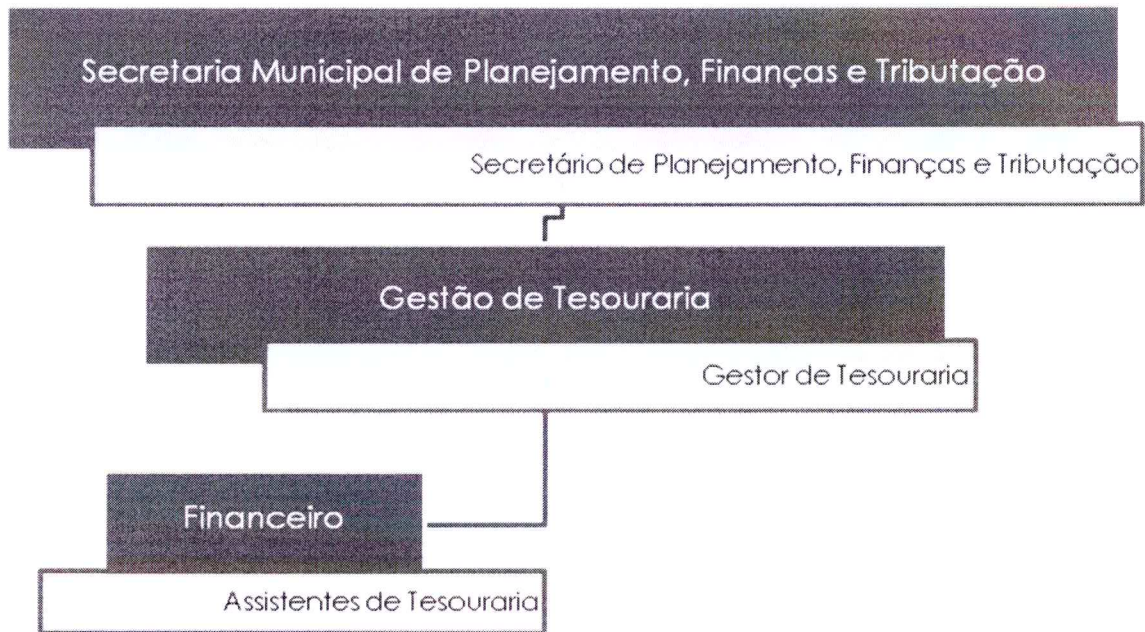 Secretaria Municipal de Planejamento, Finanças e Tributação
Secretário de Planejamento, Finanças e Tributação
Gestão de Tesouraria
Gestor de Tesouraria
Financeiro
Assistentes de Tesouraria